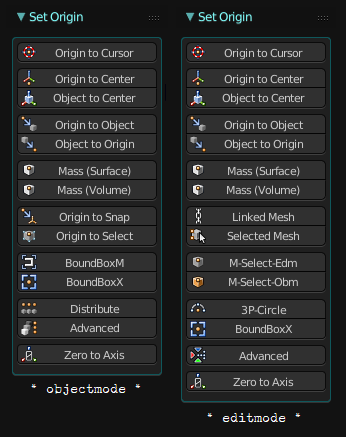 Set Origin
Origin to Cursor
Origin to Center
Object to Center
Origin to Object
Object to Origin
Mass (Surface)
Mass (Volume)
Origin to Snap
Origin to Select
BoundBoxM
BoundBoxX
Distribute
Advanced
Zero to Axis
* objectmode *
Set Origin
Origin to Cursor
Origin to Center
Object to Center
Origin to Object
Object to Origin
Mass (Surface)
Mass (Volume)
Linked Mesh
Selected Mesh
M-Select-Edm
M-Select-Obm
3P-Circle
BoundBoxX
Advanced
Zero to Axis
* editmode *